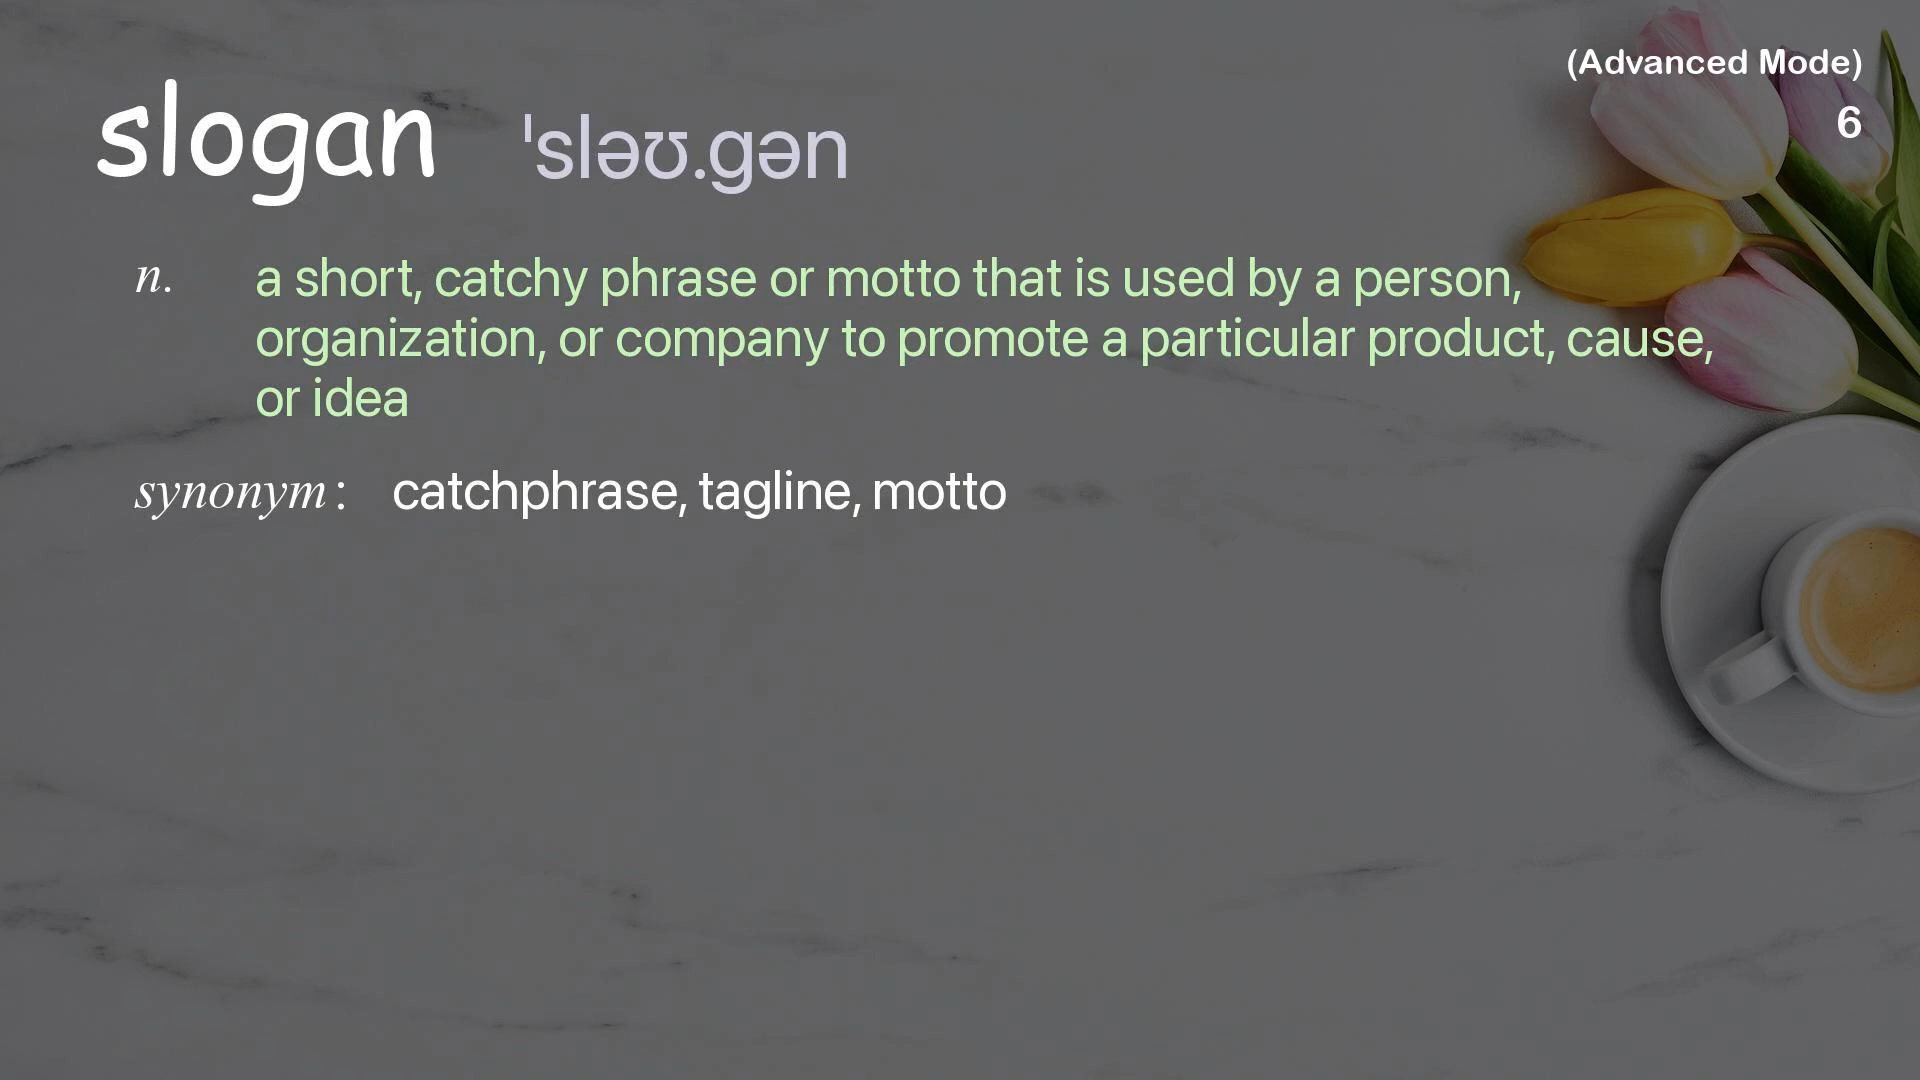 (Advanced Mode)
6
slogan ˈsləʊ.gən
n. a short, catchy phrase or motto that is used by a person,
organization, or company to promote a particular product, cause,
or idea
synonym: catchphrase, tagline, motto